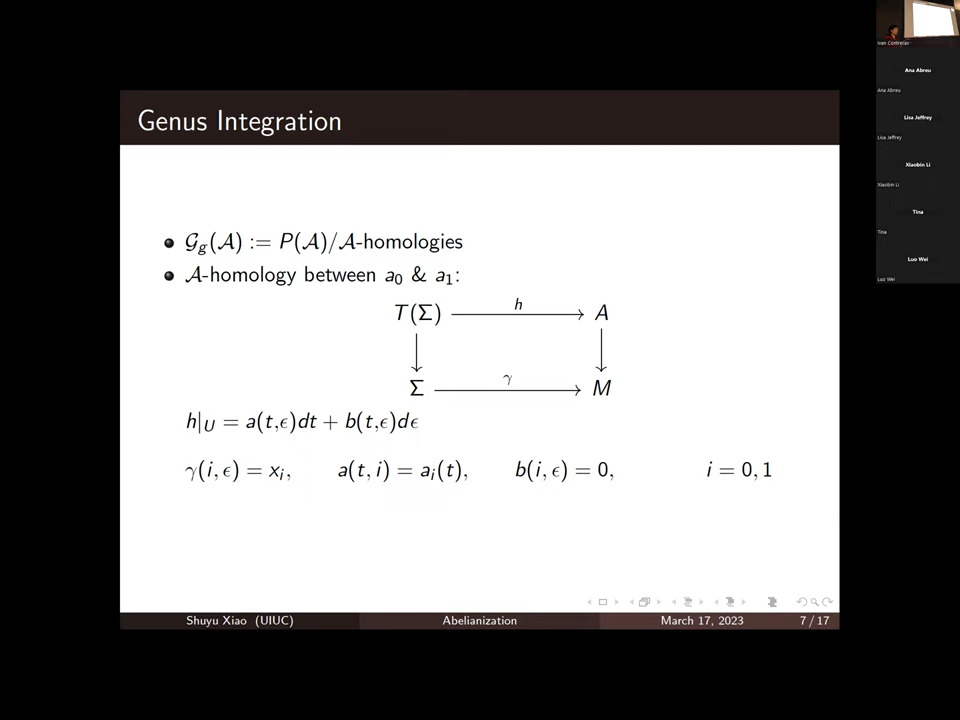 Genus Integration
𝒢_g(𝒜) := P(𝒜)/𝒜-homologies
𝒜-homology between a₀ & a₁:
T(Σ) h A
Σ γ M
h|_U = a(t,ϵ)dt + b(t,ϵ)dϵ
γ(i, ϵ) = x_i, a(t, i) = a_i(t), b(i, ϵ) = 0, i = 0, 1
Shuyu Xiao (UIUC) Abelianization March 17, 2023 7 / 17
Ivan Contreras
Ana Abreu
Ana Abreu
Lisa Jeffrey
Lisa Jeffrey
Xiaobin Li
Xiaobin Li
Tina
Tina
Luo Wei
Luo Wei